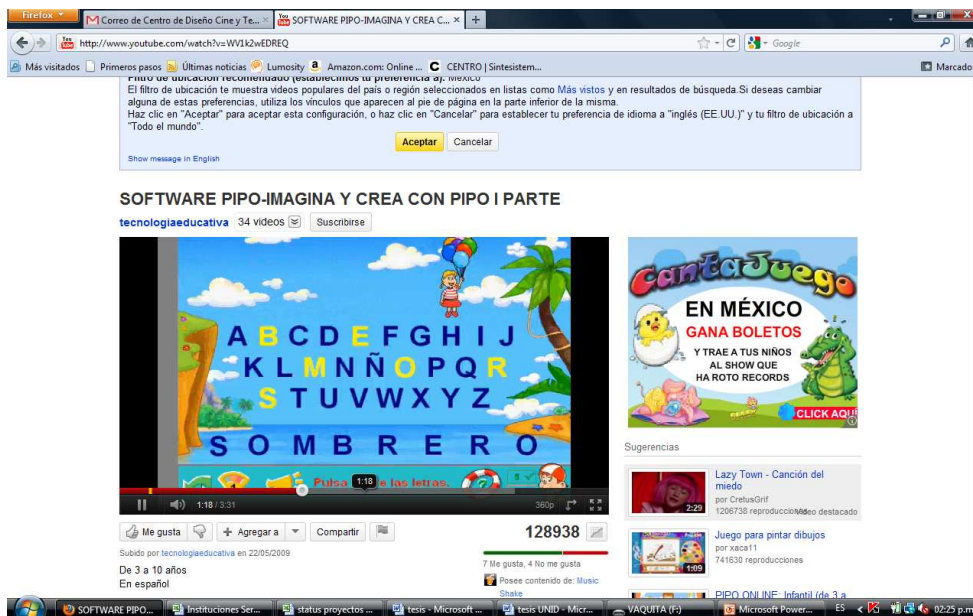 Firefox
Correo de Centro de Diseño Cine y Te...
SOFTWARE PIPO-IMAGINA Y CREA C...
http://www.youtube.com/watch?v=WV1k2wEDREQ
Google
Más visitados
Primeros pasos
Últimas noticias
Lumosity
Amazon.com: Online ...
CENTRO | Sintesistem...
Marcado
Filtro de ubicación recomendado (establecimos tu preferencia a): México
El filtro de ubicación te muestra videos populares del país o región seleccionados en listas como Más vistos y en resultados de búsqueda.Si deseas cambiar
alguna de estas preferencias, utiliza los vínculos que aparecen al pie de página en la parte inferior de la misma.
Haz clic en "Aceptar" para aceptar esta configuración, o haz clic en "Cancelar" para establecer tu preferencia de idioma a "inglés (EE.UU.)" y tu filtro de ubicación a
"Todo el mundo".
Aceptar
Cancelar
Show message in English
SOFTWARE PIPO-IMAGINA Y CREA CON PIPO I PARTE
tecnologiaeducativa 34 videos Suscribirse
A B C D E F G H I J
K L M N Ñ O P Q R
S T U V W X Y Z
S O M B R E R O
Pulsa
1:18
e las letras.
1:18 / 3:31
360p
Me gusta
Agregar a
Compartir
128938
Subido por tecnologiaeducativa en 22/05/2009
7 Me gusta, 4 No me gusta
De 3 a 10 años
En español
Posee contenido de: Music
Shake
CantaJuego
EN MÉXICO
GANA BOLETOS
Y TRAE A TUS NIÑOS
AL SHOW QUE
HA ROTO RECORDS
CLICK AQUÍ
Sugerencias
Lazy Town - Canción del
miedo
por CretusGrif
1206738 reproducciones
Video destacado
2:29
Juego para pintar dibujos
por xaca11
741630 reproducciones
1:09
PIPO ONLINE: Infantil (de 3 a
SOFTWARE PIPO...
Instituciones Ser...
status proyectos ...
tesis - Microsoft ...
tesis UNID - Micr...
VAQUITA (F:)
Microsoft Power...
ES
02:25 p.m.